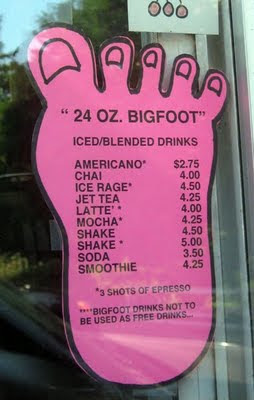 " 24 OZ. BIGFOOT"
ICED/BLENDED DRINKS
AMERICANO* $2.75
CHAI 4.00
ICE RAGE* 4.50
JET TEA 4.25
LATTE'* 4.00
MOCHA* 4.25
SHAKE 4.50
SHAKE * 5.00
SODA 3.50
SMOOTHIE 4.25
*3 SHOTS OF EPRESSO
****BIGFOOT DRINKS NOT TO
BE USED AS FREE DRINKS...